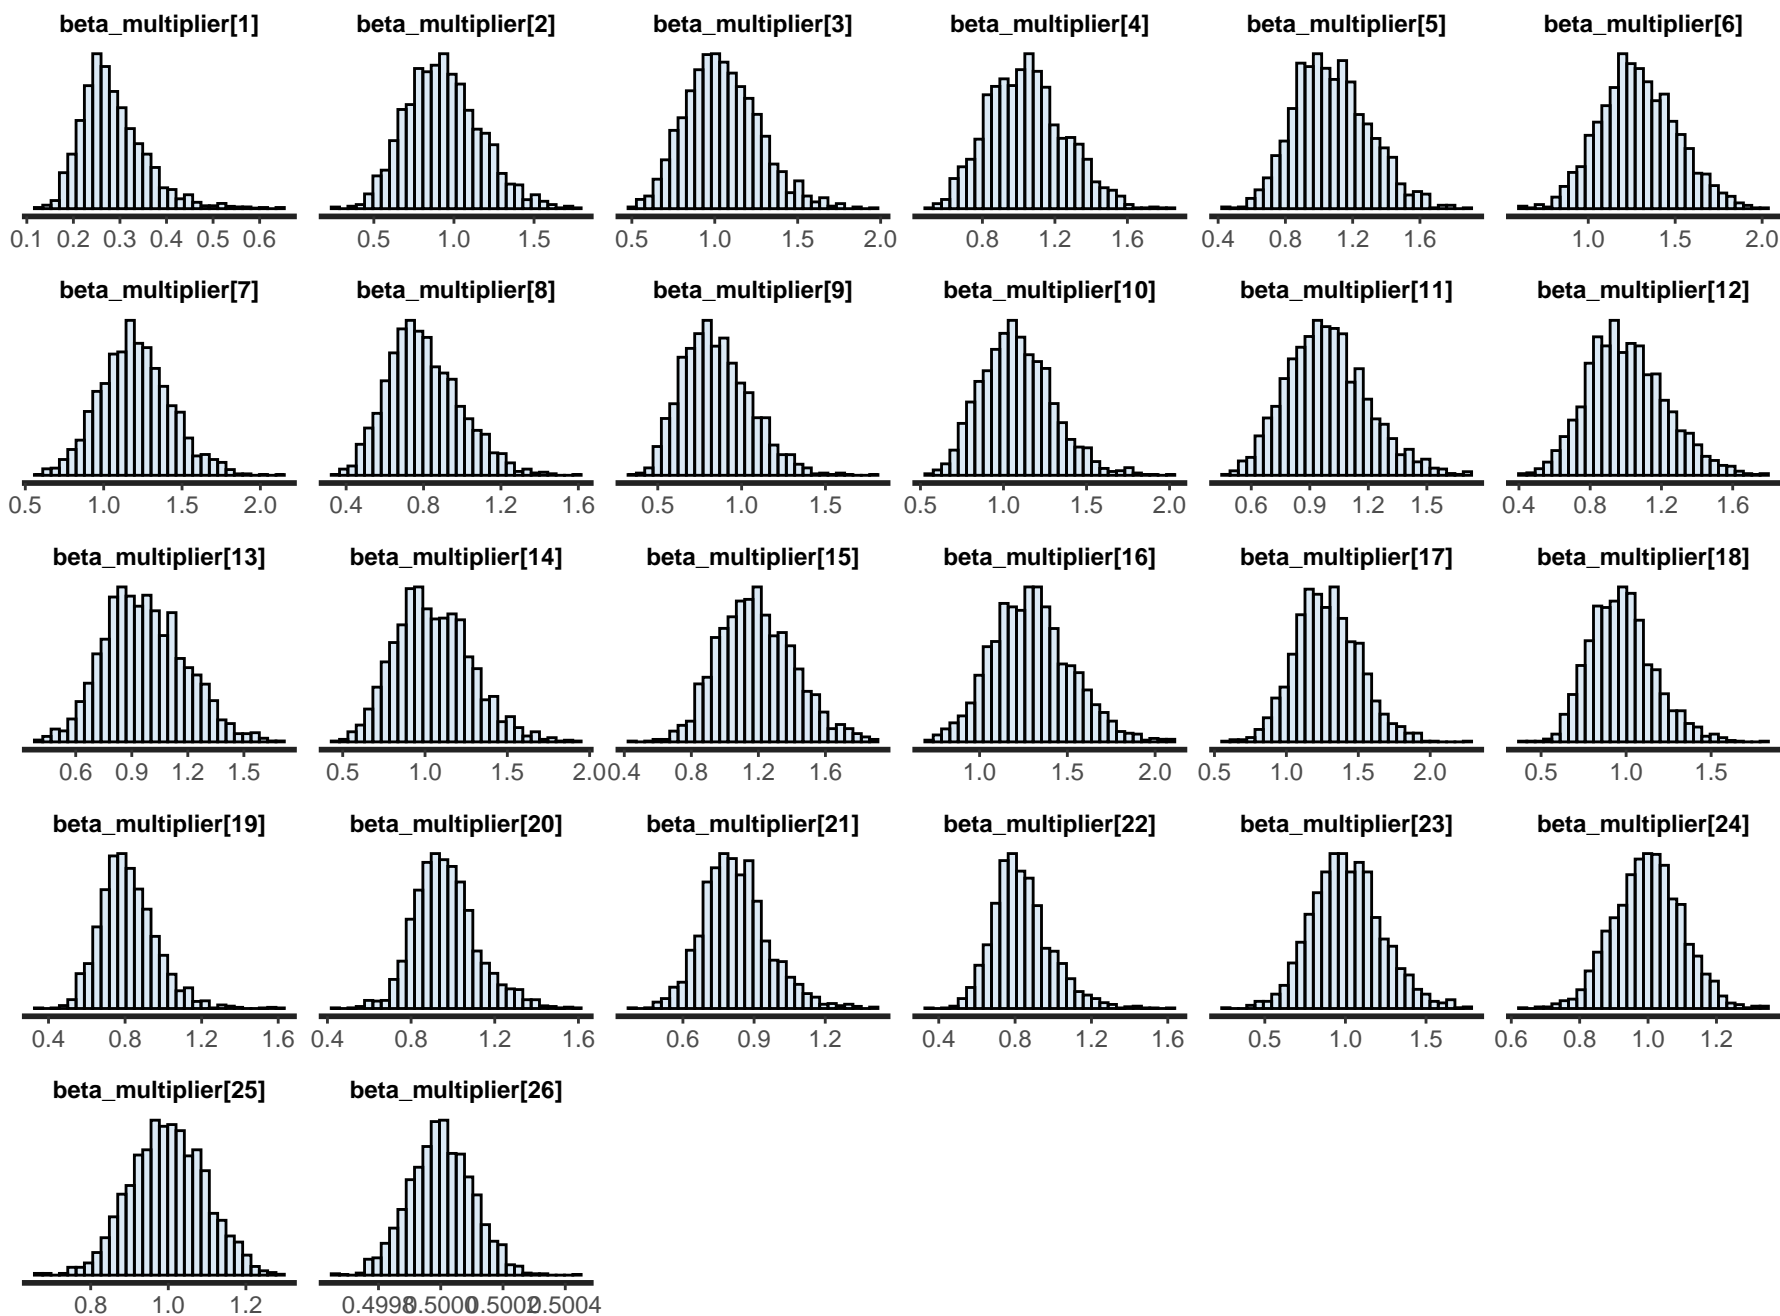 beta_multiplier[1] beta_multiplier[2] beta_multiplier[3] beta_multiplier[4] beta_multiplier[5] beta_multiplier[6]
0.1 0.2 0.3 0.4 0.5 0.6 0.5 1.0 1.5 0.5 1.0 1.5 2.0 0.8 1.2 1.6 0.4 0.8 1.2 1.6 1.0 1.5 2.0
beta_multiplier[7] beta_multiplier[8] beta_multiplier[9] beta_multiplier[10] beta_multiplier[11] beta_multiplier[12]
0.5 1.0 1.5 2.0 0.4 0.8 1.2 1.6 0.5 1.0 1.5 0.5 1.0 1.5 2.0 0.6 0.9 1.2 1.5 0.4 0.8 1.2 1.6
beta_multiplier[13] beta_multiplier[14] beta_multiplier[15] beta_multiplier[16] beta_multiplier[17] beta_multiplier[18]
0.6 0.9 1.2 1.5 0.5 1.0 1.5 2.0 0.4 0.8 1.2 1.6 1.0 1.5 2.0 0.5 1.0 1.5 2.0 0.5 1.0 1.5
beta_multiplier[19] beta_multiplier[20] beta_multiplier[21] beta_multiplier[22] beta_multiplier[23] beta_multiplier[24]
0.4 0.8 1.2 1.6 0.4 0.8 1.2 1.6 0.6 0.9 1.2 0.4 0.8 1.2 1.6 0.5 1.0 1.5 0.6 0.8 1.0 1.2
beta_multiplier[25] beta_multiplier[26]
0.8 1.0 1.2 0.4998 0.5000 0.5002 0.5004